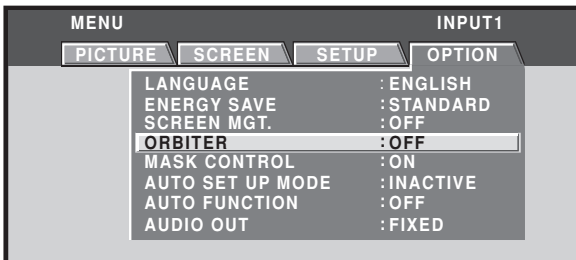 MENU INPUT1
PICTURE SCREEN SETUP OPTION
LANGUAGE : ENGLISH
ENERGY SAVE : STANDARD
SCREEN MGT. : OFF
ORBITER : OFF
MASK CONTROL : ON
AUTO SET UP MODE : INACTIVE
AUTO FUNCTION : OFF
AUDIO OUT : FIXED